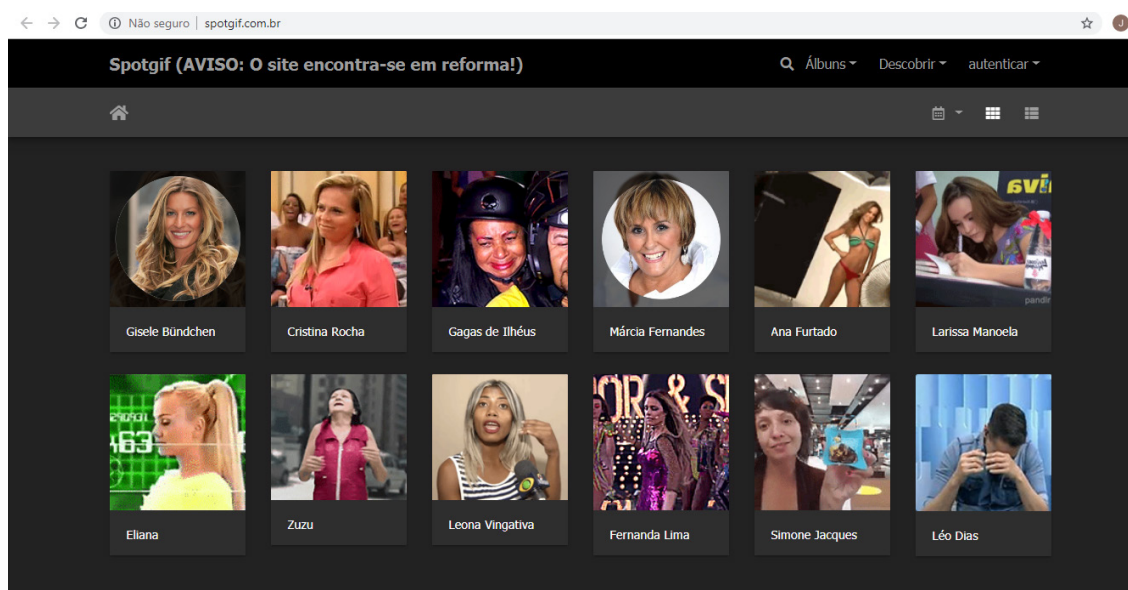 Não seguro | spotgif.com.br
J
Spotgif (AVISO: O site encontra-se em reforma!)
Álbuns Descobrir autenticar
Gisele Bündchen
Cristina Rocha
Gagas de Ilhéus
Márcia Fernandes
Ana Furtado
Larissa Manoela
pandir
Eliana
Zuzu
Leona Vingativa
Fernanda Lima
Simone Jacques
Léo Dias